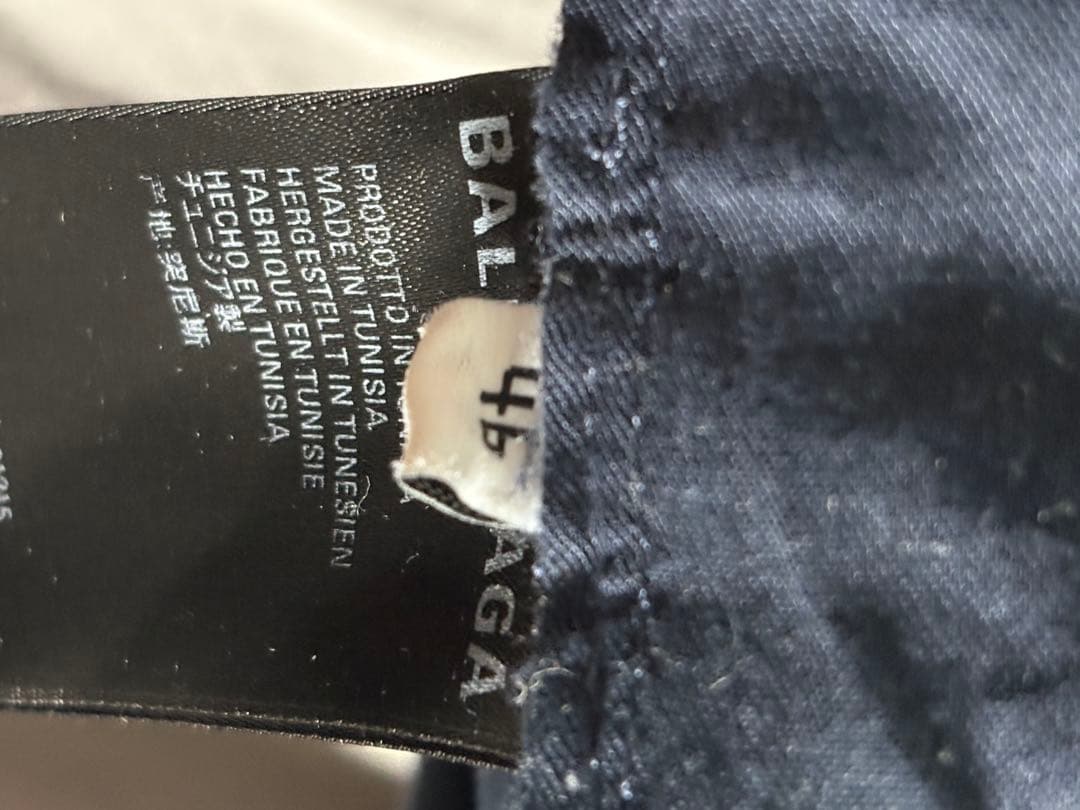 BAL AGA
PRODOTTO IN
MADE IN TUNISIA
HERGESTELLT IN TUNESIEN
FABRIQUE EN TUNISIE
HECHO EN TUNISIA
チュニジア製
产地:突尼斯
4P